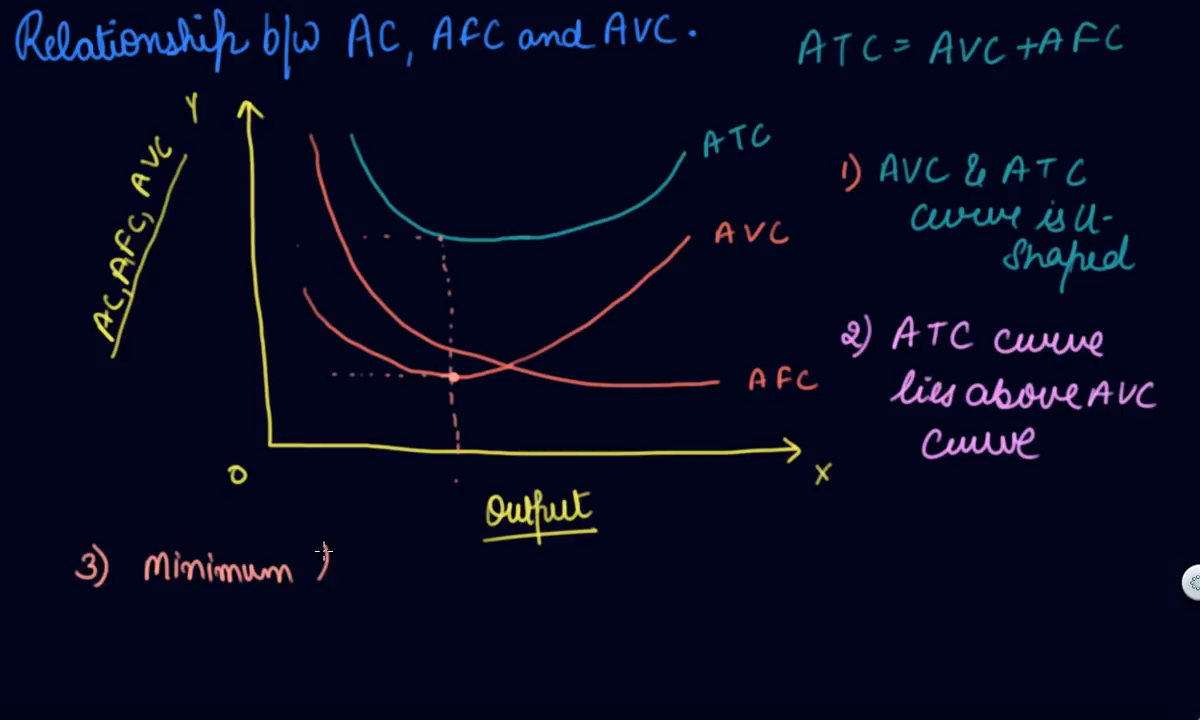 Relationship b/w AC, AFC and AVC.
ATC = AVC + AFC
Y
AC, AFC, AVC
ATC
AVC
AFC
O
X
Output
1) AVC & ATC
curve is U-
shaped
2) ATC curve
lies above AVC
curve
3) Minimum